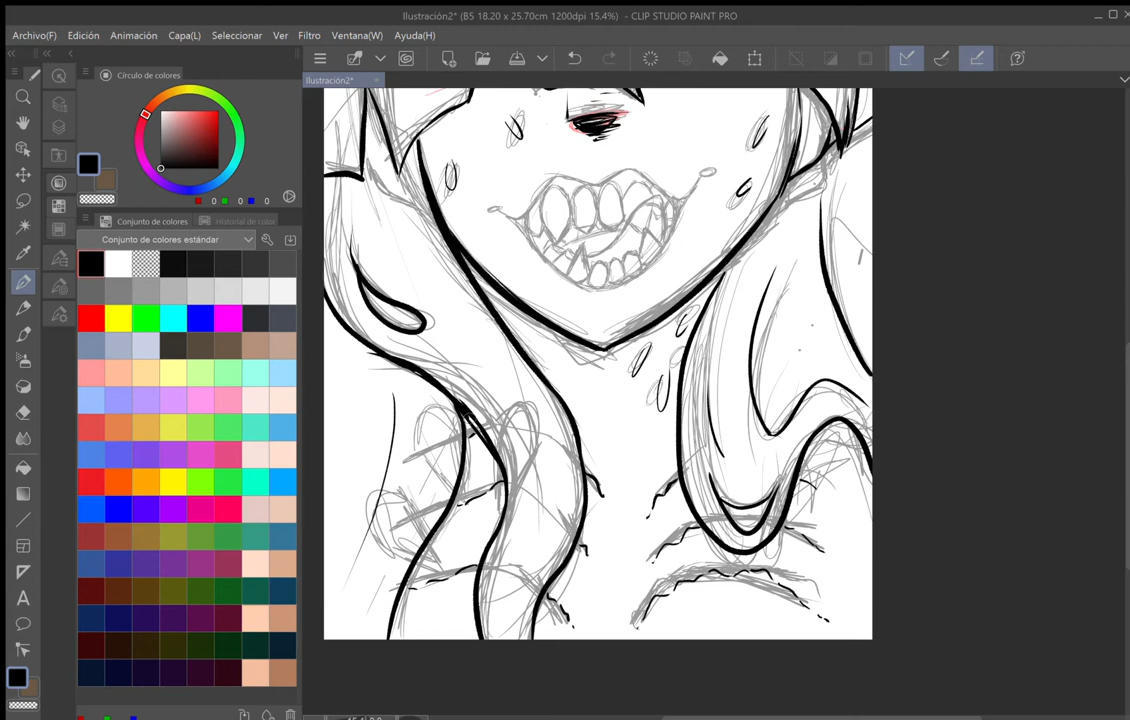 Ilustración2* (B5 18.20 x 25.70cm 1200dpi 15.4%) - CLIP STUDIO PAINT PRO
Archivo(F) Edición Animación Capa(L) Seleccionar Ver Filtro Ventana(W) Ayuda(H)
Ilustración2*
Círculo de colores
0 0 0
Conjunto de colores Historial de color
Conjunto de colores estándar